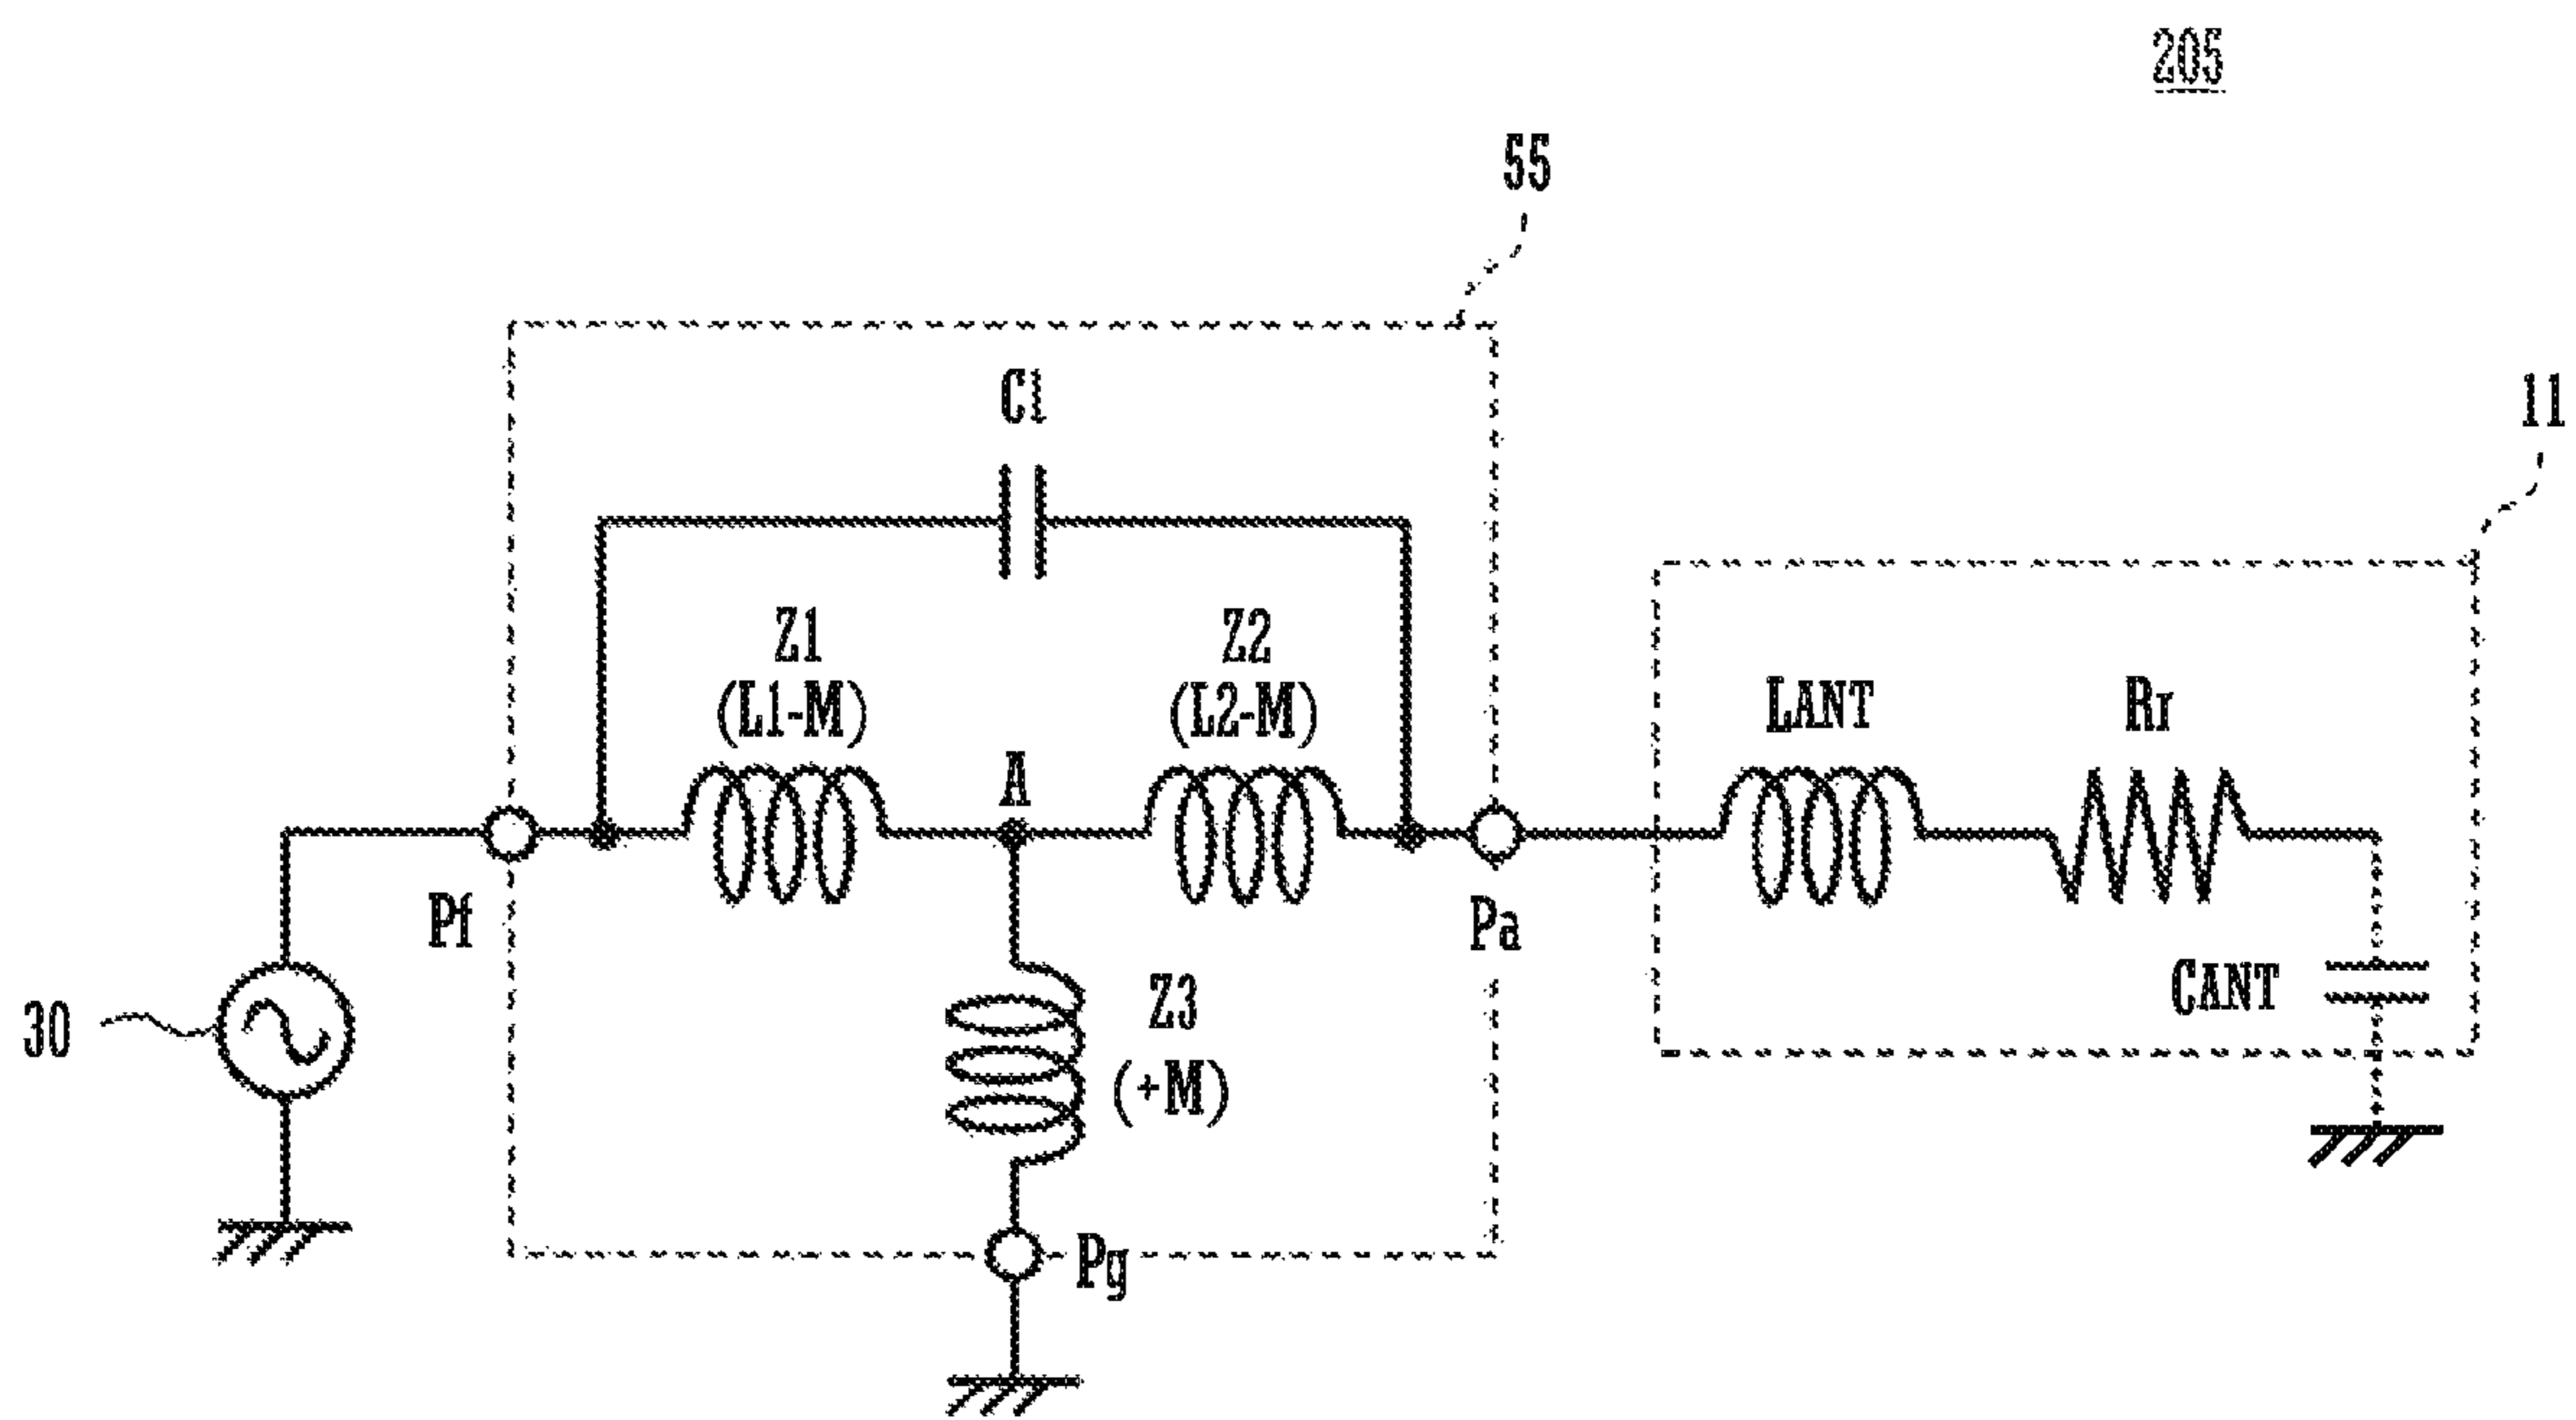 205
55
11
C1
Z1
(L1-M)
Z2
(L2-M)
A
LANT
Rr
Pf
Pa
30
Z3
(+M)
CANT
Pg